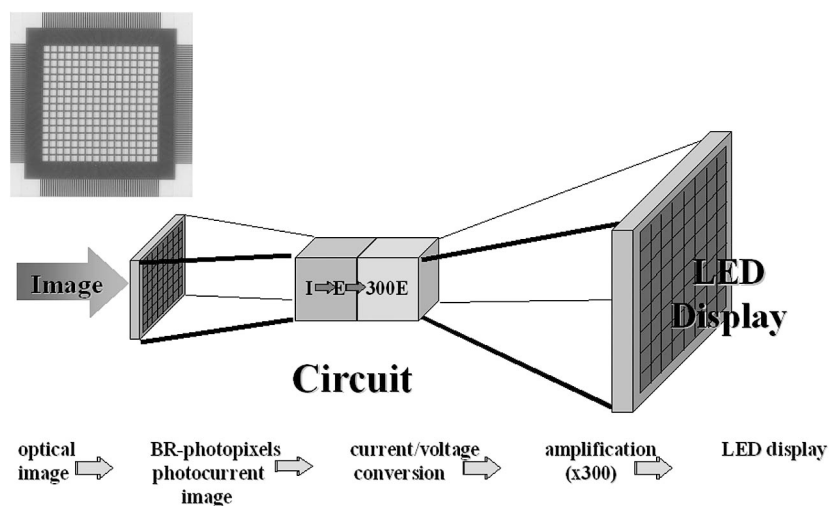 Image
I E 300E
LED
Display
Circuit
optical
image
BR-photopixels
photocurrent
image
current/voltage
conversion
amplification
(x300)
LED display